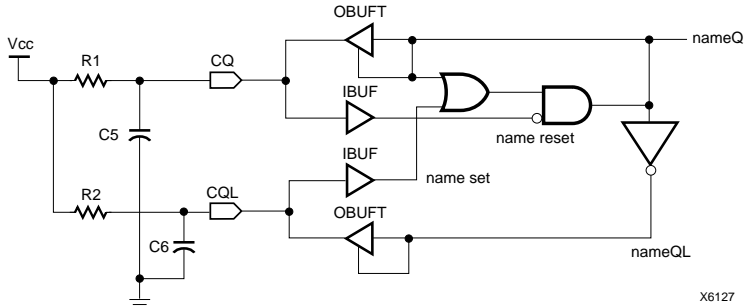 OBUFT
nameQ
Vcc
R1
CQ
IBUF
C5
name reset
IBUF
name set
R2
CQL
OBUFT
C6
nameQL
X6127